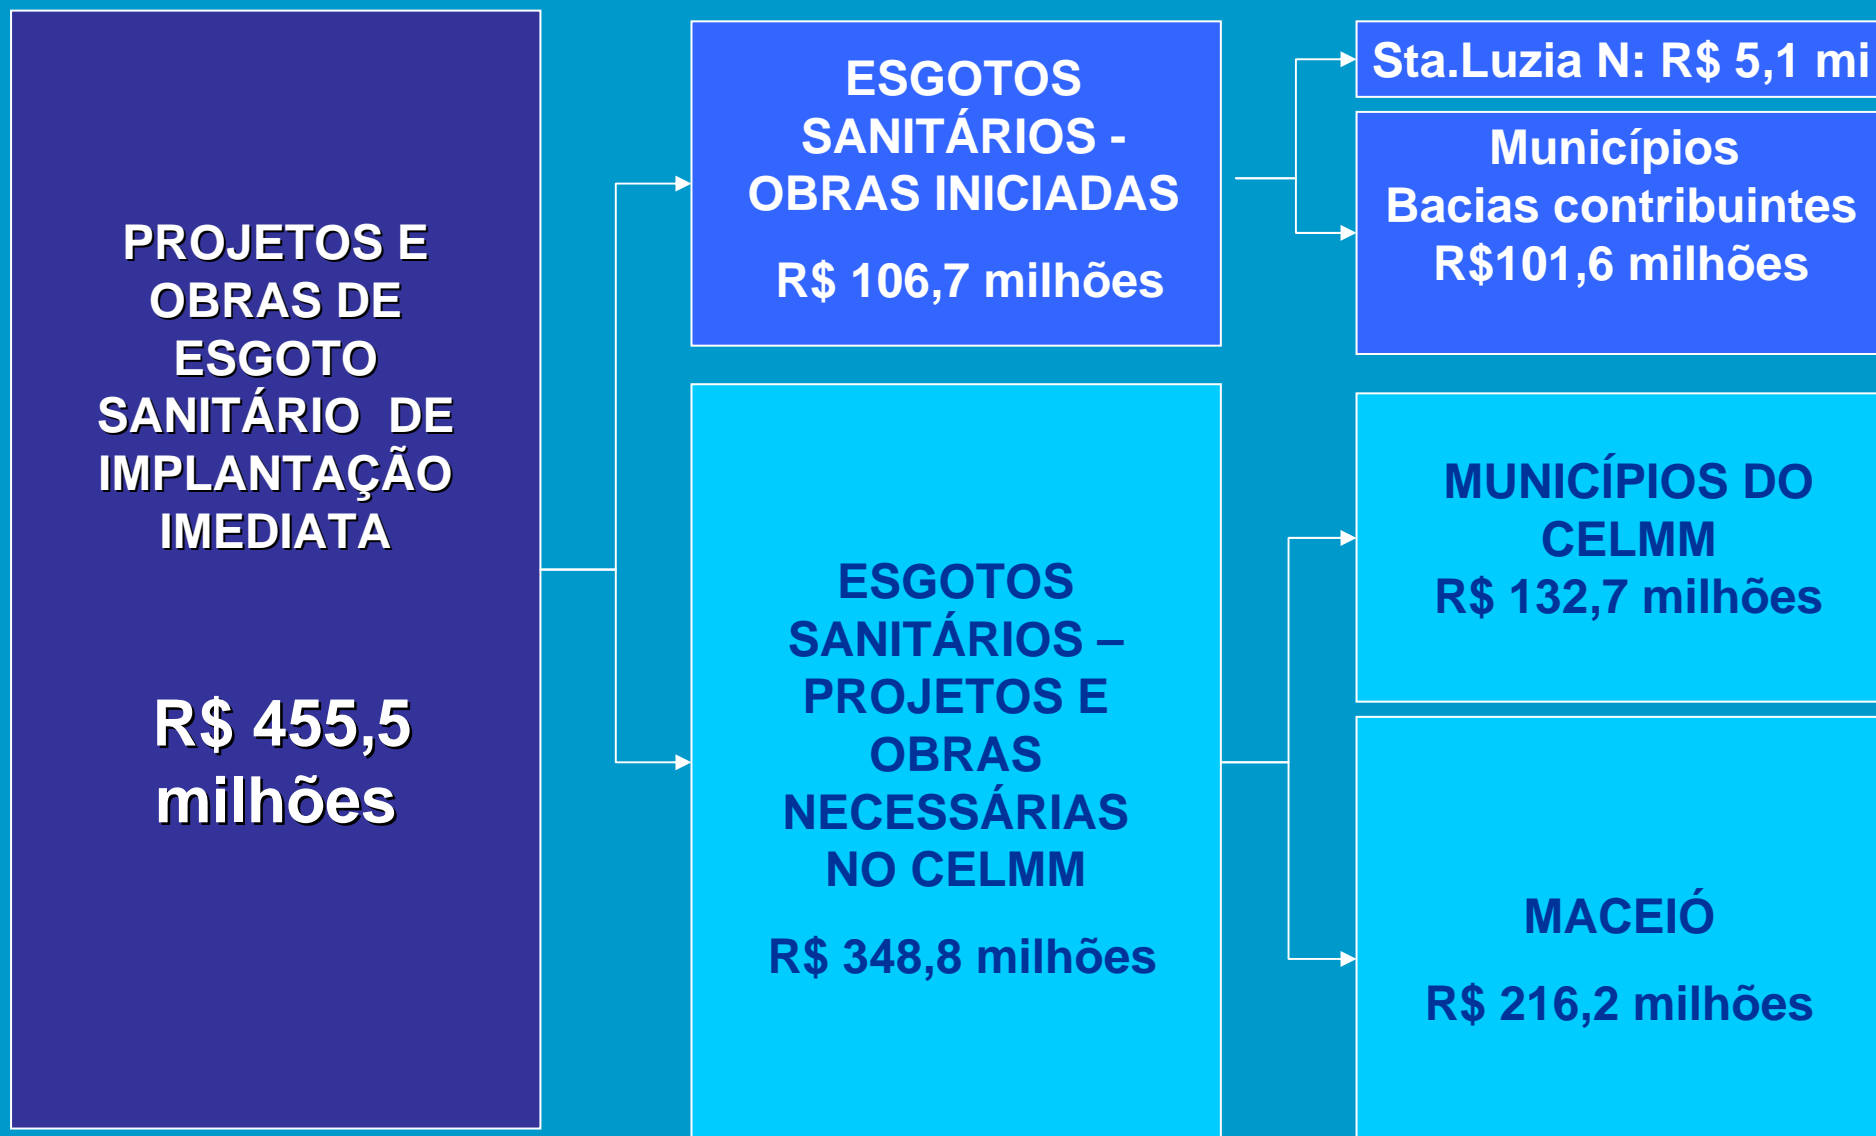 PROJETOS E
OBRAS DE
ESGOTO
SANITÁRIO DE
IMPLANTAÇÃO
IMEDIATA
R$ 455,5
milhões
ESGOTOS
SANITÁRIOS -
OBRAS INICIADAS
R$ 106,7 milhões
ESGOTOS
SANITÁRIOS –
PROJETOS E
OBRAS
NECESSÁRIAS
NO CELMM
R$ 348,8 milhões
Sta.Luzia N: R$ 5,1 mi
Municípios
Bacias contribuintes
R$101,6 milhões
MUNICÍPIOS DO
CELMM
R$ 132,7 milhões
MACEIÓ
R$ 216,2 milhões